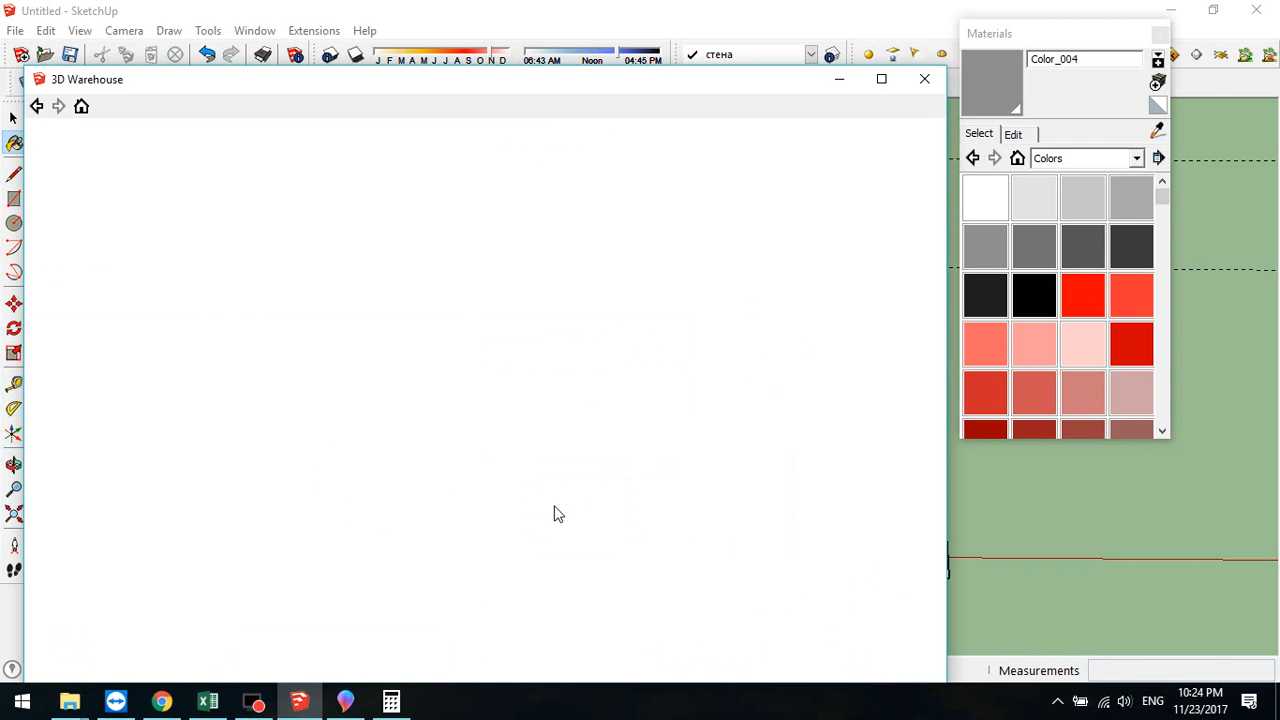 Untitled - SketchUp
File Edit View Camera Draw Tools Window Extensions Help
J F M A M J J A S O N D
06:43 AM Noon 04:45 PM
стена
3D Warehouse
Materials
Color_004
Select Edit
Colors
Measurements
ENG
10:24 PM
11/23/2017